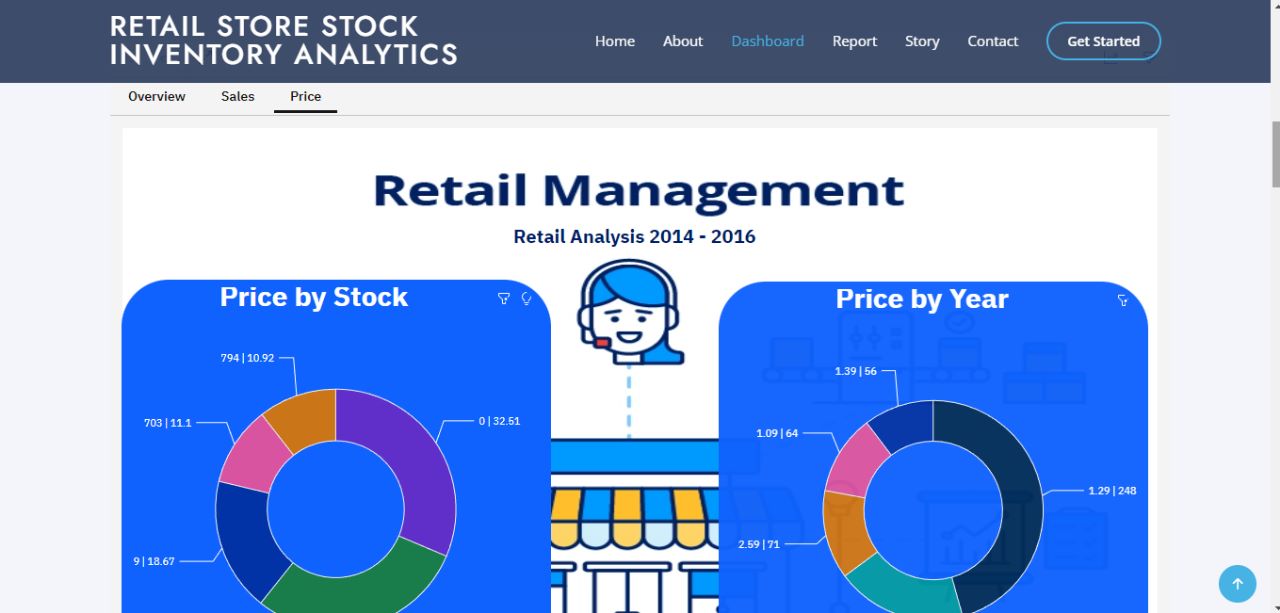 RETAIL STORE STOCK
INVENTORY ANALYTICS
Home About Dashboard Report Story Contact Get Started
Overview Sales Price
Retail Management
Retail Analysis 2014 - 2016
Price by Stock
794 | 10.92
703 | 11.1
0 | 32.51
9 | 18.67
Price by Year
1.39 | 56
1.09 | 64
1.29 | 248
2.59 | 71